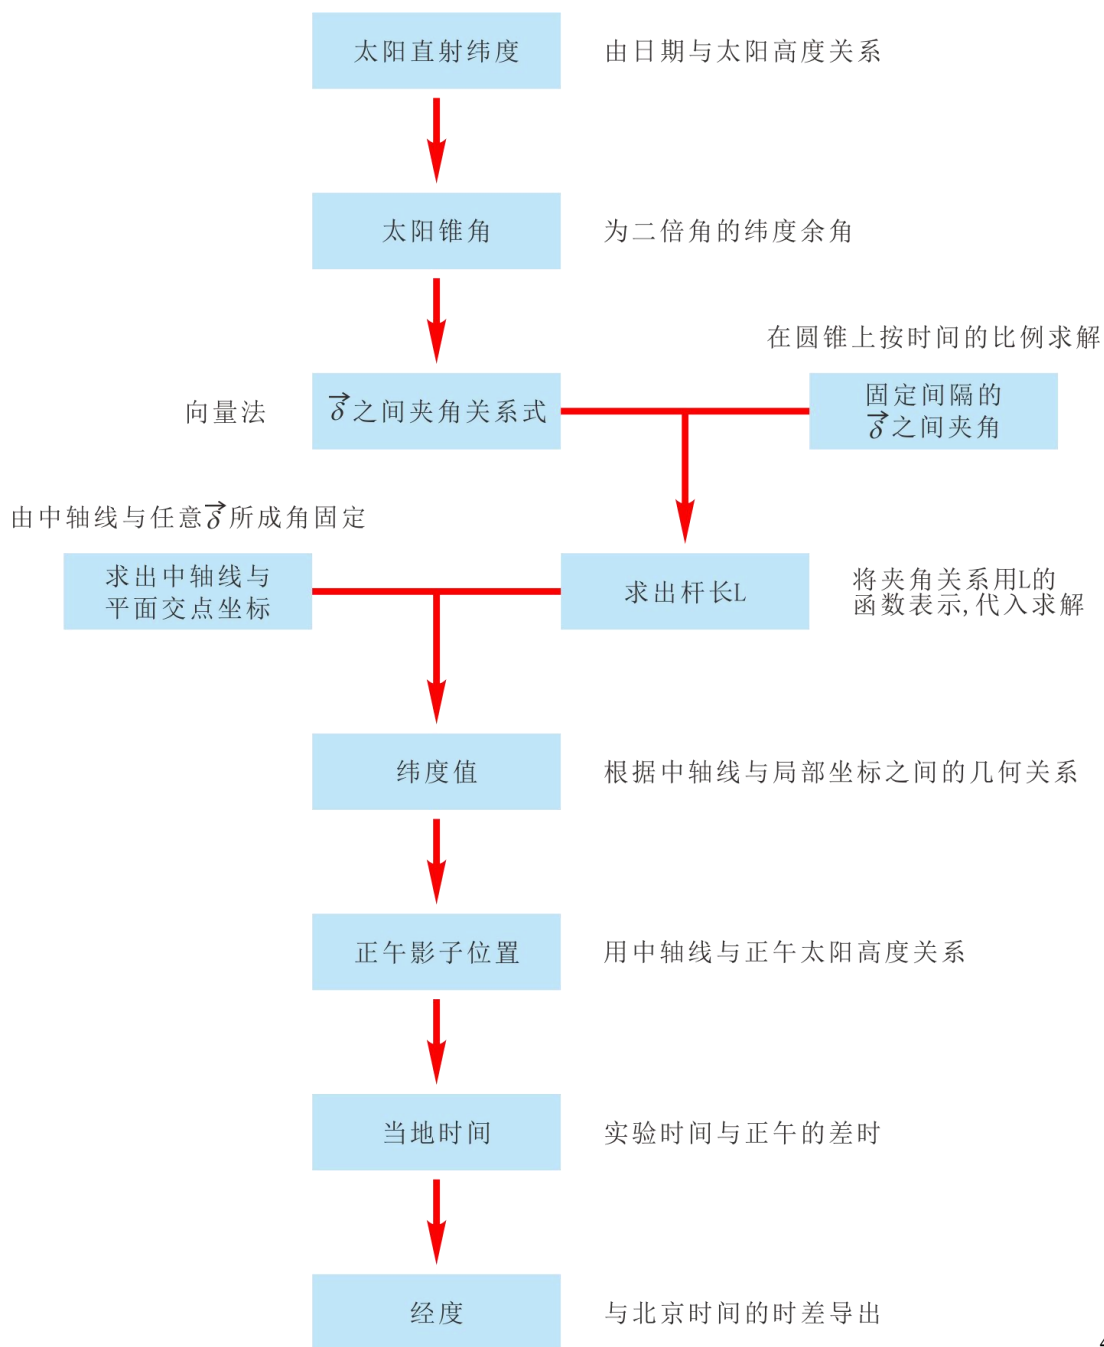 太阳直射纬度
由日期与太阳高度关系
太阳锥角
为二倍角的纬度余角
在圆锥上按时间的比例求解
向量法
δ⃗之间夹角关系式
固定间隔的
δ⃗之间夹角
由中轴线与任意δ⃗所成角固定
求出中轴线与
平面交点坐标
求出杆长L
将夹角关系用L的
函数表示,代入求解
纬度值
根据中轴线与局部坐标之间的几何关系
正午影子位置
用中轴线与正午太阳高度关系
当地时间
实验时间与正午的差时
经度
与北京时间的时差导出